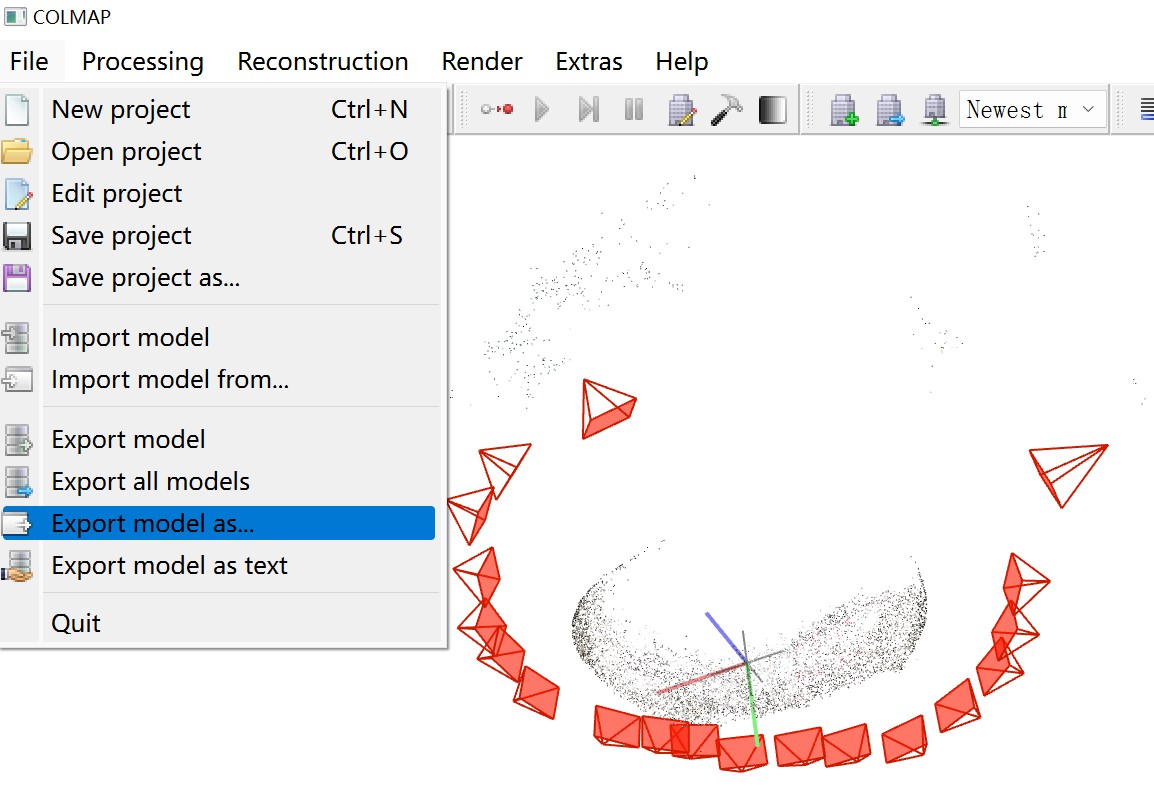 COLMAP
File Processing Reconstruction Render Extras Help
New project Ctrl+N
Open project Ctrl+O
Edit project
Save project Ctrl+S
Save project as...
Import model
Import model from...
Export model
Export all models
Export model as...
Export model as text
Quit
Newest m